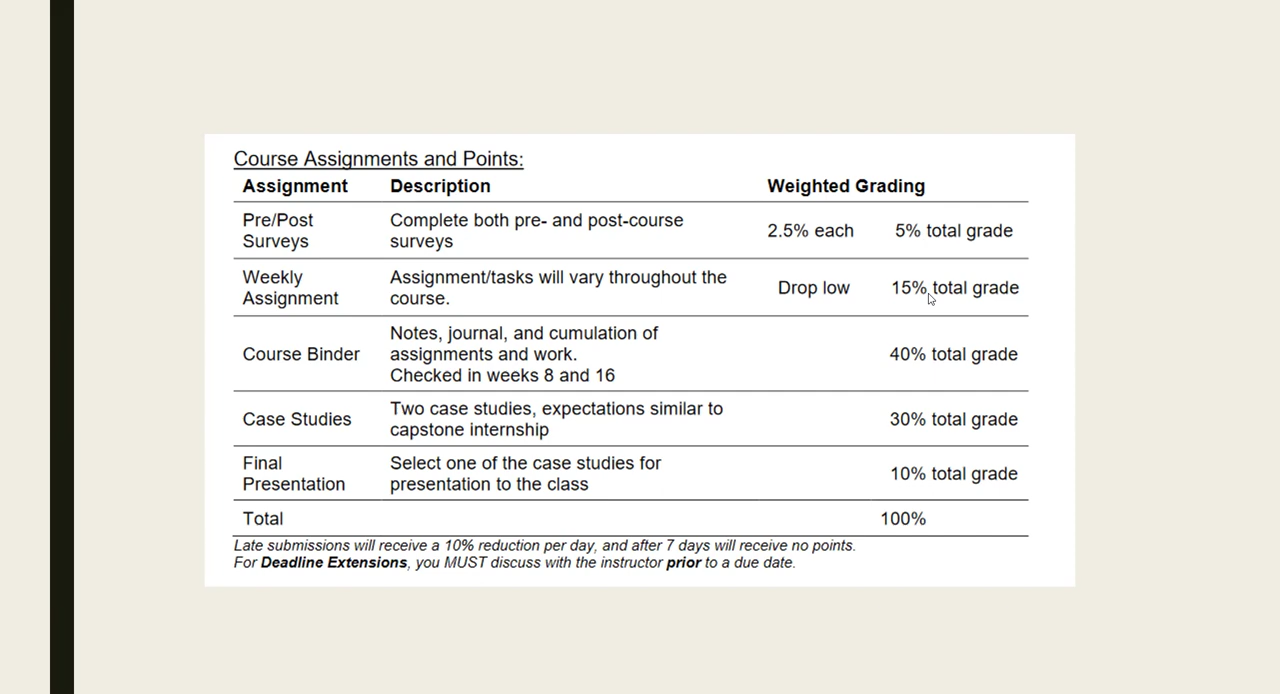 Course Assignments and Points:
Assignment Description Weighted Grading
Pre/Post
Surveys
Complete both pre- and post-course
surveys
2.5% each 5% total grade
Weekly
Assignment
Assignment/tasks will vary throughout the
course.
Drop low 15% total grade
Course Binder
Notes, journal, and cumulation of
assignments and work.
Checked in weeks 8 and 16
40% total grade
Case Studies
Two case studies, expectations similar to
capstone internship
30% total grade
Final
Presentation
Select one of the case studies for
presentation to the class
10% total grade
Total 100%
Late submissions will receive a 10% reduction per day, and after 7 days will receive no points.
For Deadline Extensions, you MUST discuss with the instructor prior to a due date.